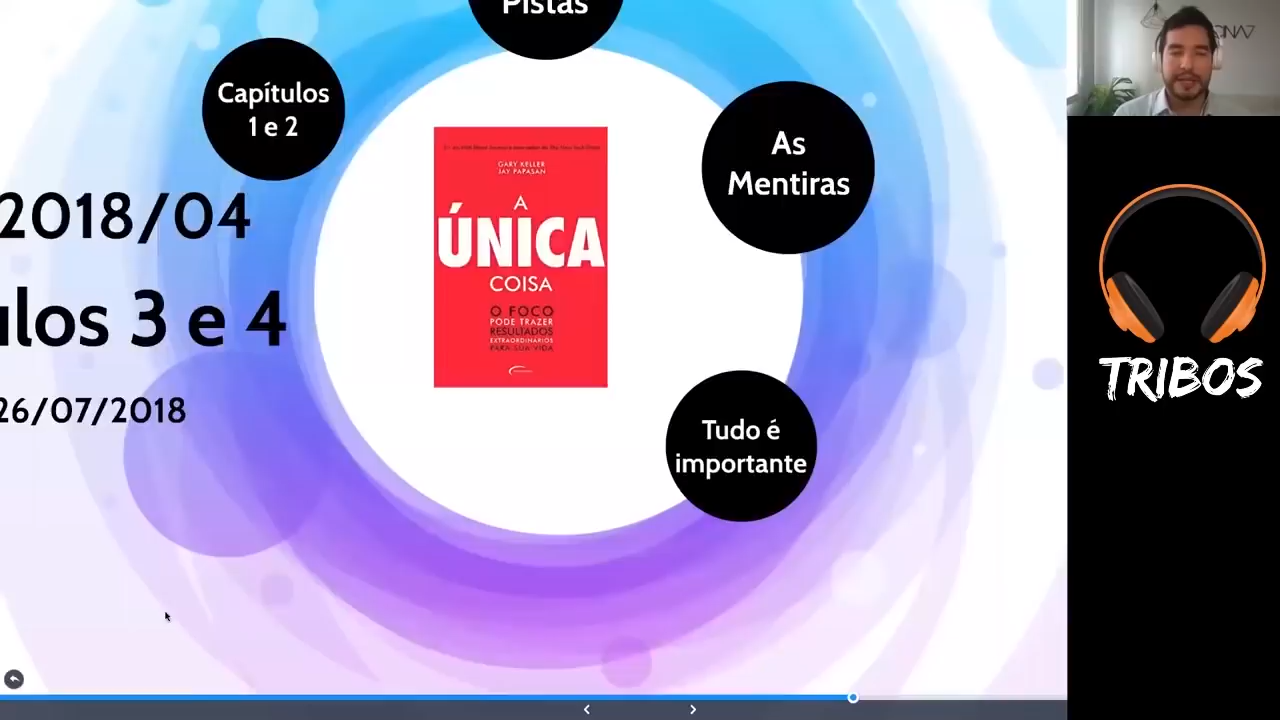 Pistas
Capítulos
1 e 2
As
Mentiras
2018/04
los 3 e 4
26/07/2018
GARY KELLER
JAY PAPASAN
A
ÚNICA
COISA
O FOCO
PODE TRAZER
RESULTADOS
EXTRAORDINÁRIOS
PARA SUA VIDA
Tudo é
importante
TRIBOS